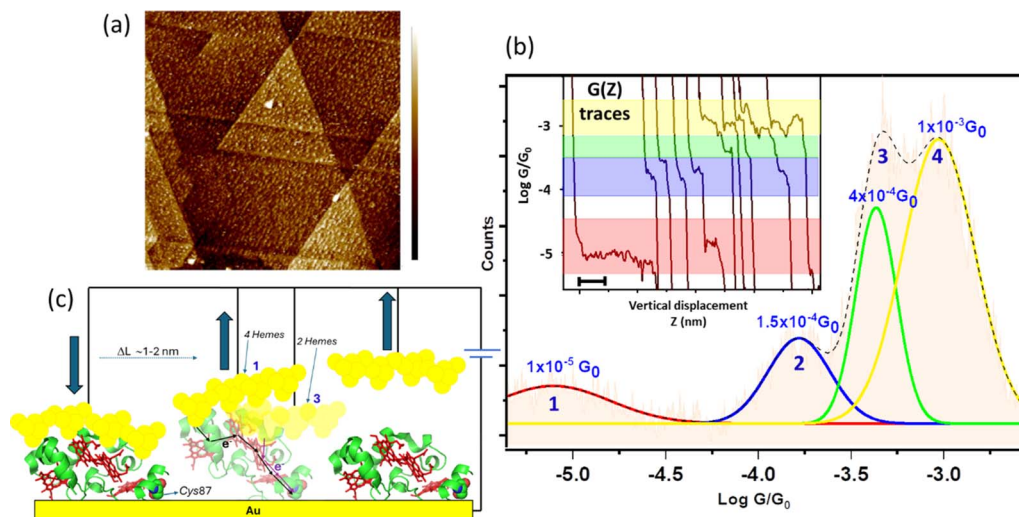 (a)
(b)
G(Z)
traces
Log G/G₀
-3
-4
-5
Vertical displacement
Z (nm)
Counts
1x10⁻⁵ G₀
1
1.5x10⁻⁴G₀
2
4x10⁻⁴G₀
3
1x10⁻³G₀
4
-5.0
-4.5
-4.0
-3.5
-3.0
Log G/G₀
(c)
ΔL ~1-2 nm
4 Hemes
1
2 Hemes
3
e⁻
e⁻
Cys87
Au